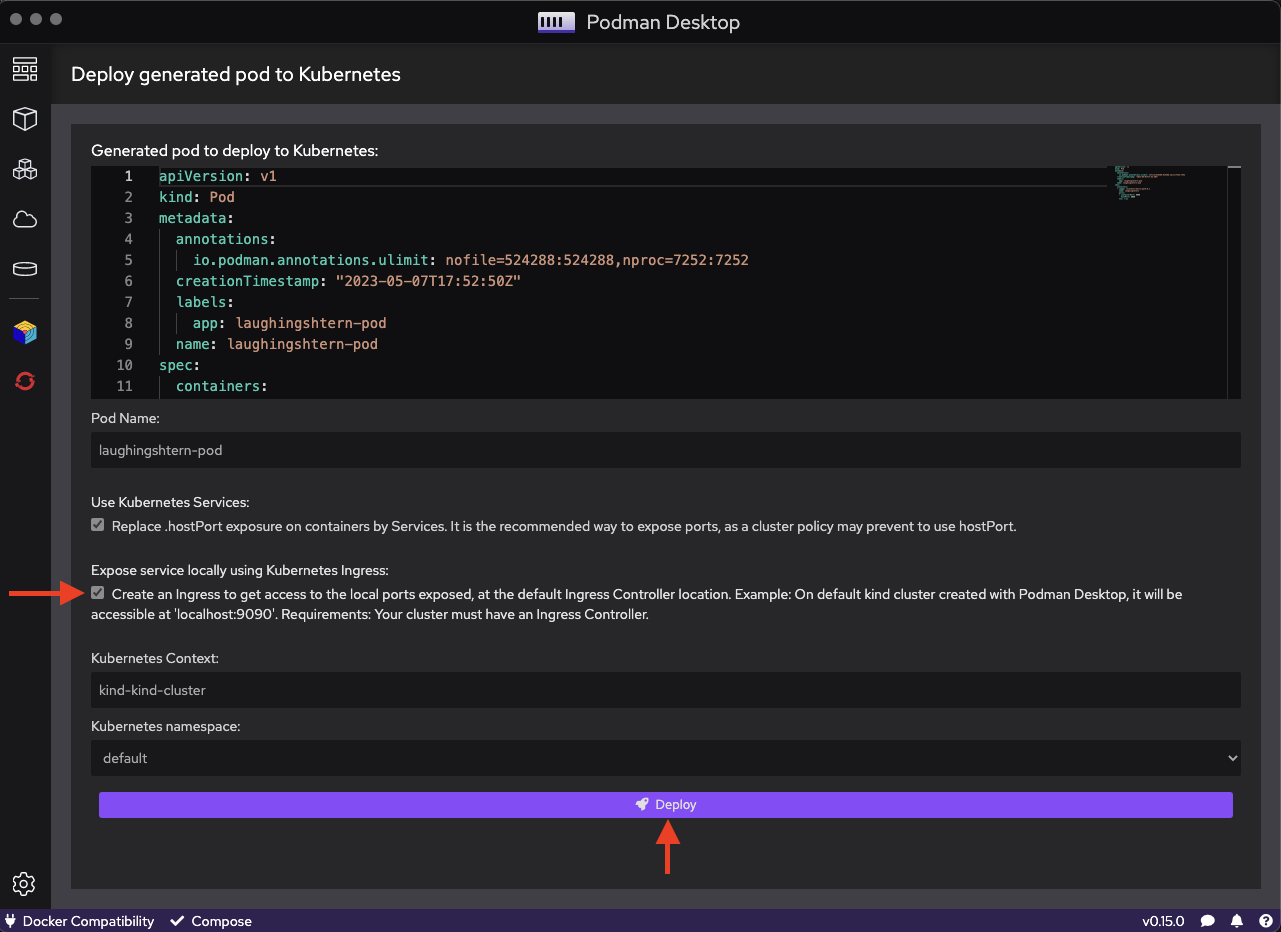 Podman Desktop
Deploy generated pod to Kubernetes
Generated pod to deploy to Kubernetes:
1 apiVersion: v1
2 kind: Pod
3 metadata:
4 annotations:
5 io.podman.annotations.ulimit: nofile=524288:524288,nproc=7252:7252
6 creationTimestamp: "2023-05-07T17:52:50Z"
7 labels:
8 app: laughingshtern-pod
9 name: laughingshtern-pod
10 spec:
11 containers:
Pod Name:
laughingshtern-pod
Use Kubernetes Services:
Replace .hostPort exposure on containers by Services. It is the recommended way to expose ports, as a cluster policy may prevent to use hostPort.
Expose service locally using Kubernetes Ingress:
Create an Ingress to get access to the local ports exposed, at the default Ingress Controller location. Example: On default kind cluster created with Podman Desktop, it will be
accessible at 'localhost:9090'. Requirements: Your cluster must have an Ingress Controller.
Kubernetes Context:
kind-kind-cluster
Kubernetes namespace:
default
Deploy
Docker Compatibility Compose v0.15.0